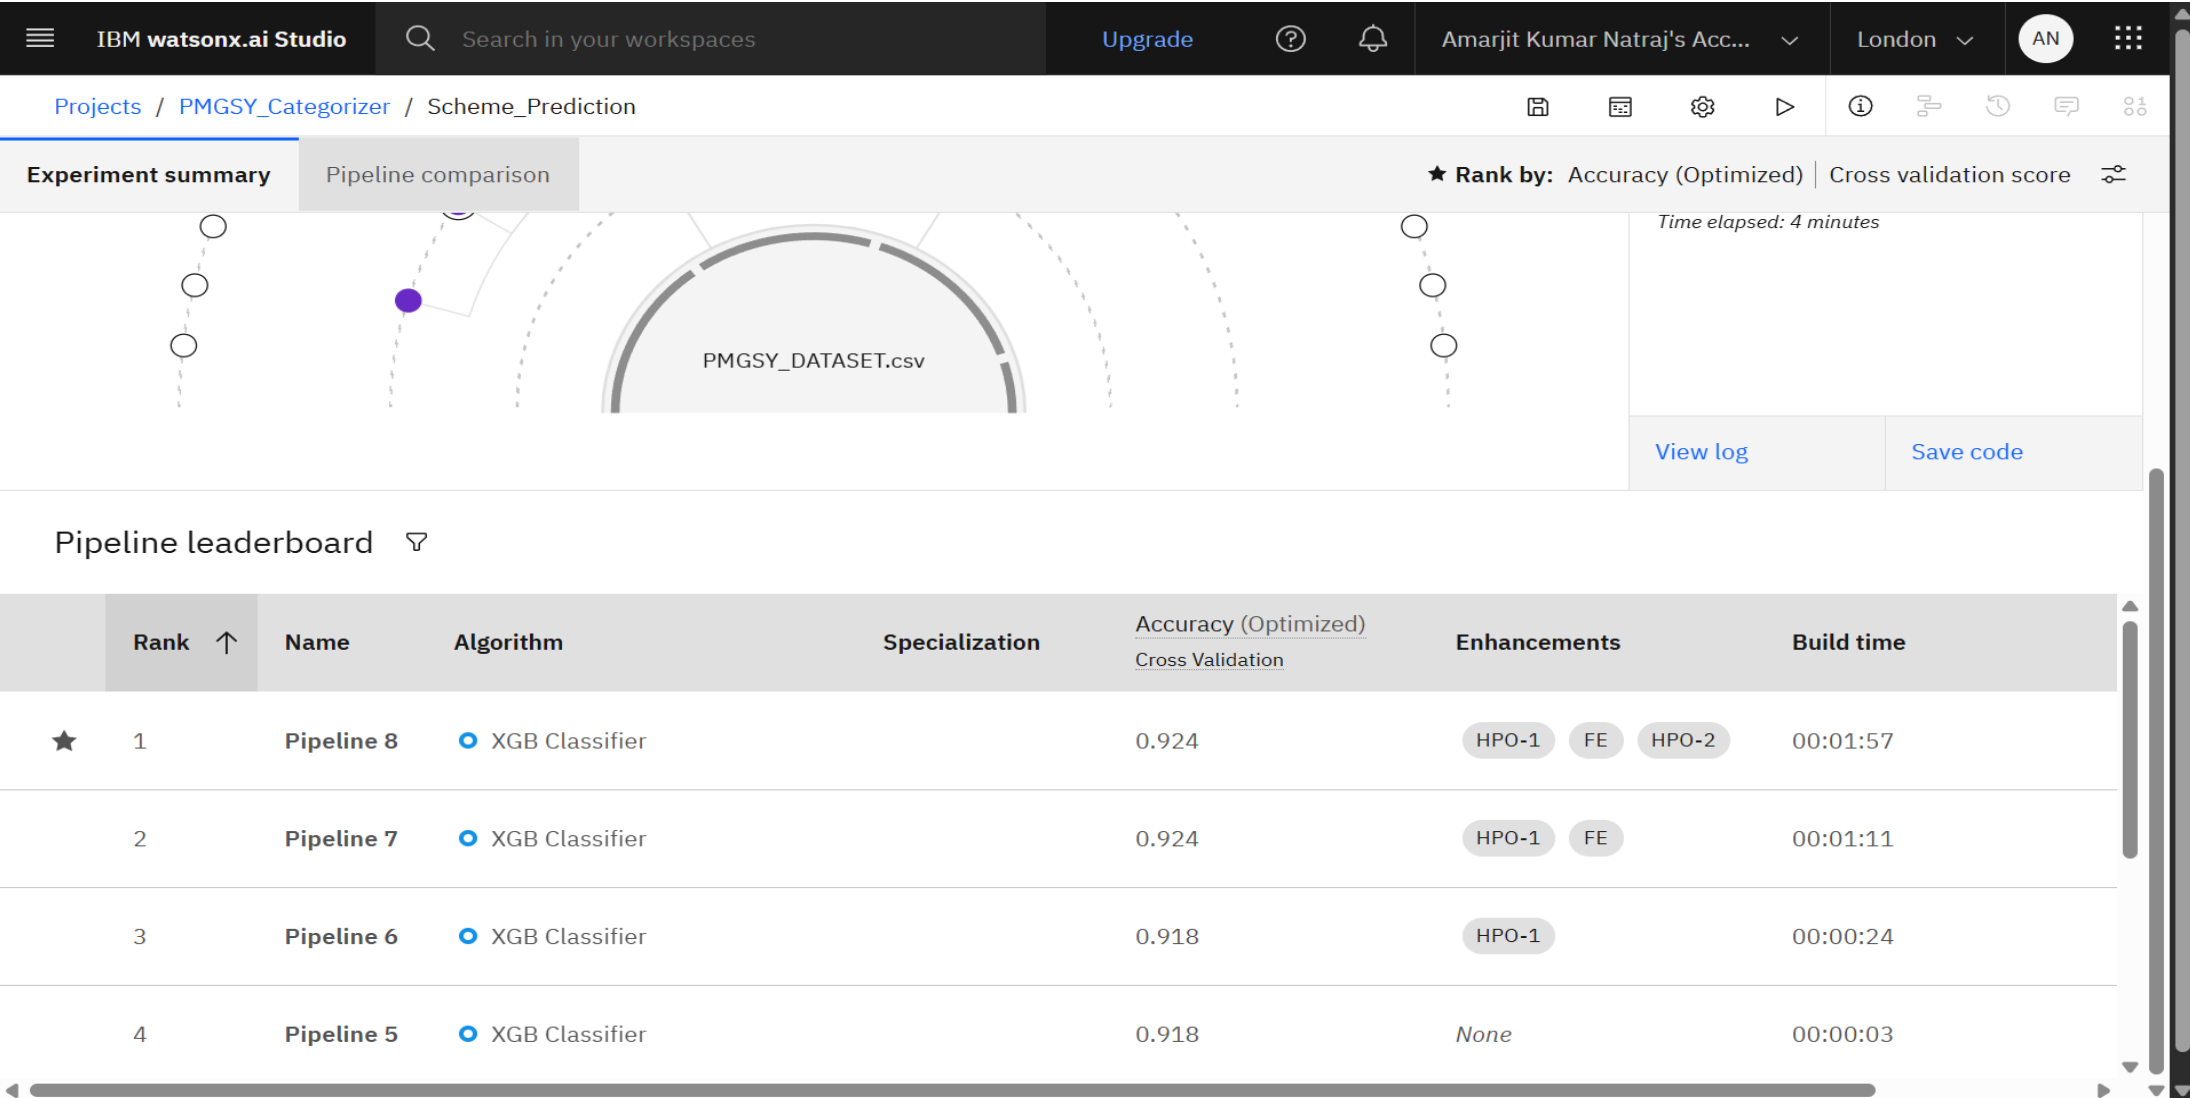 IBM watsonx.ai Studio Search in your workspaces Upgrade Amarjit Kumar Natraj's Acc... London AN
Projects / PMGSY_Categorizer / Scheme_Prediction
Experiment summary Pipeline comparison Rank by: Accuracy (Optimized) Cross validation score
Time elapsed: 4 minutes
PMGSY_DATASET.csv
View log Save code
Pipeline leaderboard
Rank Name Algorithm Specialization Accuracy (Optimized) Cross Validation Enhancements Build time
1 Pipeline 8 XGB Classifier 0.924 HPO-1 FE HPO-2 00:01:57
2 Pipeline 7 XGB Classifier 0.924 HPO-1 FE 00:01:11
3 Pipeline 6 XGB Classifier 0.918 HPO-1 00:00:24
4 Pipeline 5 XGB Classifier 0.918 None 00:00:03